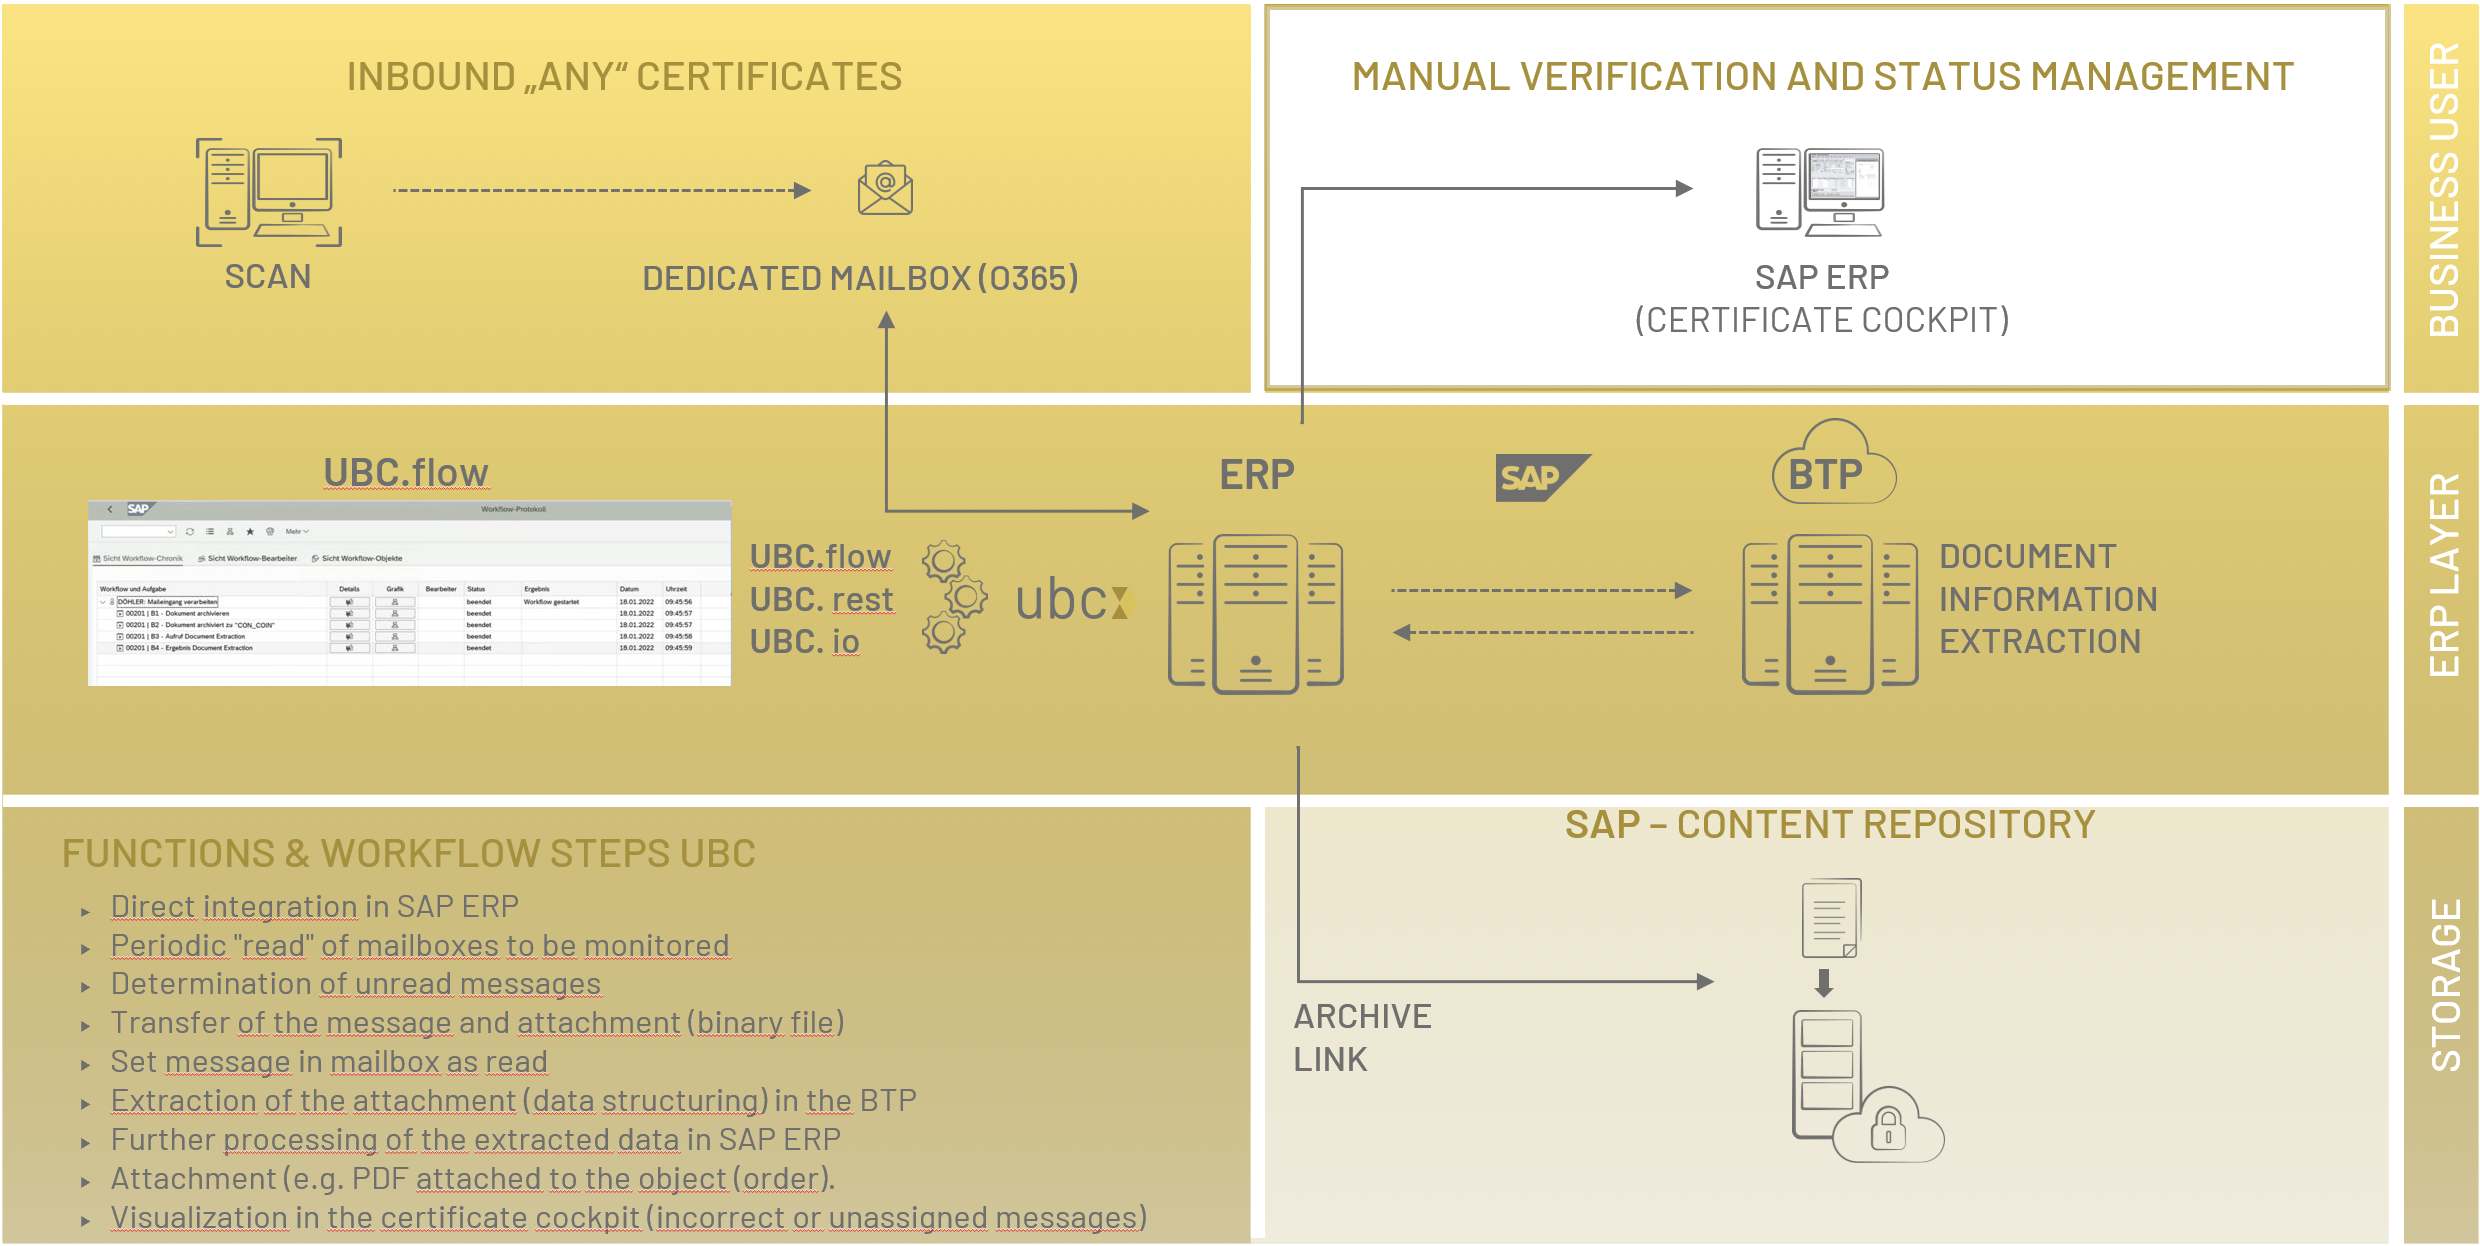 INBOUND „ANY“ CERTIFICATES
SCAN
DEDICATED MAILBOX (O365)
MANUAL VERIFICATION AND STATUS MANAGEMENT
SAP ERP
(CERTIFICATE COCKPIT)
BUSINESS USER
UBC.flow
SAP
Workflow-Protokoll
Mehr
Sicht Workflow-Chronik Sicht Workflow-Bearbeiter Sicht Workflow-Objekte
Workflow und Aufgabe Details Grafik Bearbeiter Status Ergebnis Datum Uhrzeit
DÖHLER: Maileingang verarbeiten beendet Workflow gestartet 18.01.2022 09:45:56
00201 | B1 - Dokument archivieren beendet 18.01.2022 09:45:57
00201 | B2 - Dokument archiviert zu "CON_COIN" beendet 18.01.2022 09:45:57
00201 | B3 - Aufruf Document Extraction beendet 18.01.2022 09:45:58
00201 | B4 - Ergebnis Document Extraction beendet 18.01.2022 09:45:59
UBC.flow
UBC. rest
UBC. io
ubc:
ERP
SAP
BTP
DOCUMENT
INFORMATION
EXTRACTION
ERP LAYER
FUNCTIONS & WORKFLOW STEPS UBC
Direct integration in SAP ERP
Periodic "read" of mailboxes to be monitored
Determination of unread messages
Transfer of the message and attachment (binary file)
Set message in mailbox as read
Extraction of the attachment (data structuring) in the BTP
Further processing of the extracted data in SAP ERP
Attachment (e.g. PDF attached to the object (order).
Visualization in the certificate cockpit (incorrect or unassigned messages)
SAP – CONTENT REPOSITORY
ARCHIVE
LINK
STORAGE